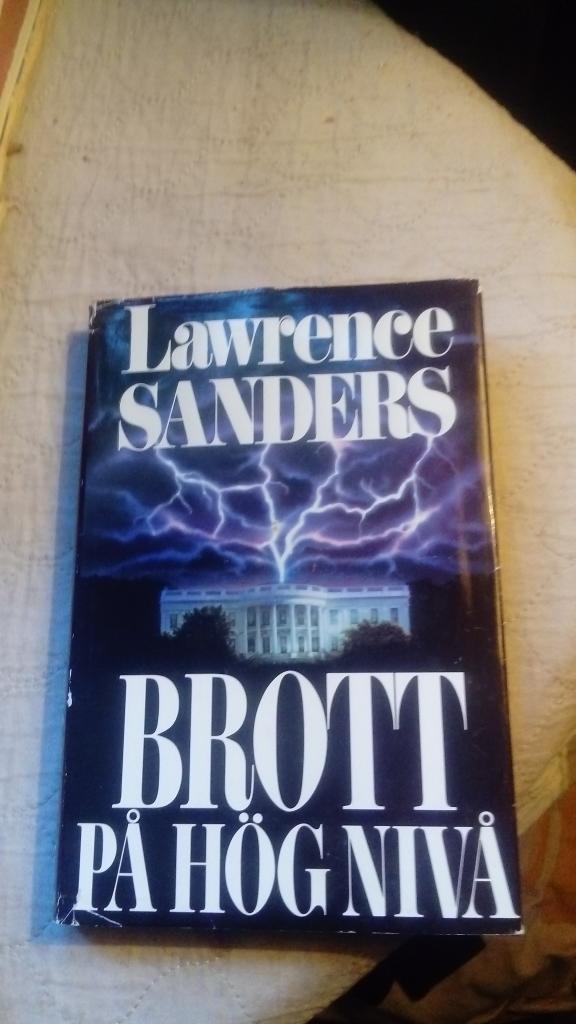 Lawrence
SANDERS
BROTT
PÅ HÖG NIVÅ